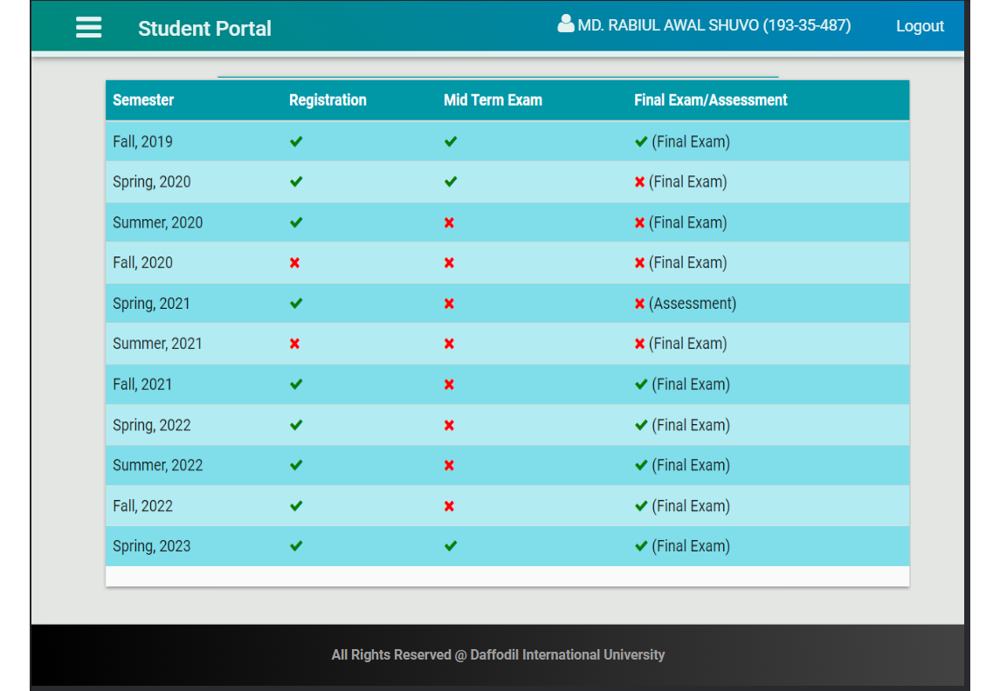 Student Portal MD. RABIUL AWAL SHUVO (193-35-487) Logout
Semester Registration Mid Term Exam Final Exam/Assessment
Fall, 2019 ✔ ✔ ✔ (Final Exam)
Spring, 2020 ✔ ✔ ✖ (Final Exam)
Summer, 2020 ✔ ✖ ✖ (Final Exam)
Fall, 2020 ✖ ✖ ✖ (Final Exam)
Spring, 2021 ✔ ✖ ✖ (Assessment)
Summer, 2021 ✖ ✖ ✖ (Final Exam)
Fall, 2021 ✔ ✖ ✔ (Final Exam)
Spring, 2022 ✔ ✖ ✔ (Final Exam)
Summer, 2022 ✔ ✖ ✔ (Final Exam)
Fall, 2022 ✔ ✖ ✔ (Final Exam)
Spring, 2023 ✔ ✔ ✔ (Final Exam)
All Rights Reserved @ Daffodil International University